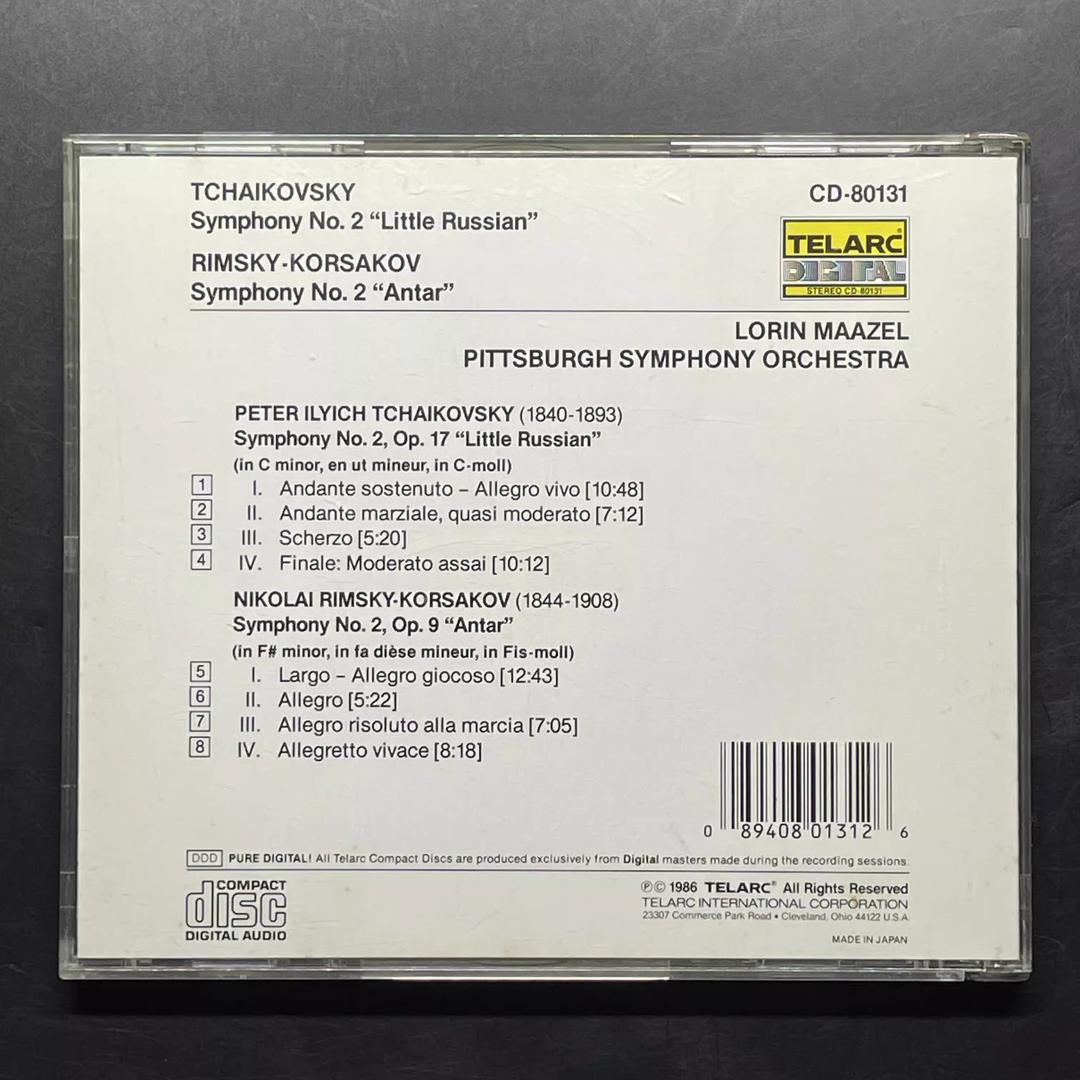 TCHAIKOVSKY
Symphony No. 2 “Little Russian”
RIMSKY-KORSAKOV
Symphony No. 2 “Antar”
CD-80131
TELARC®
DIGITAL
STEREO CD-80131
LORIN MAAZEL
PITTSBURGH SYMPHONY ORCHESTRA
PETER ILYICH TCHAIKOVSKY (1840-1893)
Symphony No. 2, Op. 17 “Little Russian”
(in C minor, en ut mineur, in C-moll)
1 I. Andante sostenuto – Allegro vivo [10:48]
2 II. Andante marziale, quasi moderato [7:12]
3 III. Scherzo [5:20]
4 IV. Finale: Moderato assai [10:12]
NIKOLAI RIMSKY-KORSAKOV (1844-1908)
Symphony No. 2, Op. 9 “Antar”
(in F# minor, in fa dièse mineur, in Fis-moll)
5 I. Largo – Allegro giocoso [12:43]
6 II. Allegro [5:22]
7 III. Allegro risoluto alla marcia [7:05]
8 IV. Allegretto vivace [8:18]
0 89408 01312 6
DDD PURE DIGITAL! All Telarc Compact Discs are produced exclusively from Digital masters made during the recording sessions.
COMPACT
disc
DIGITAL AUDIO
℗© 1986 TELARC® All Rights Reserved
TELARC INTERNATIONAL CORPORATION
23307 Commerce Park Road • Cleveland, Ohio 44122 U.S.A.
MADE IN JAPAN